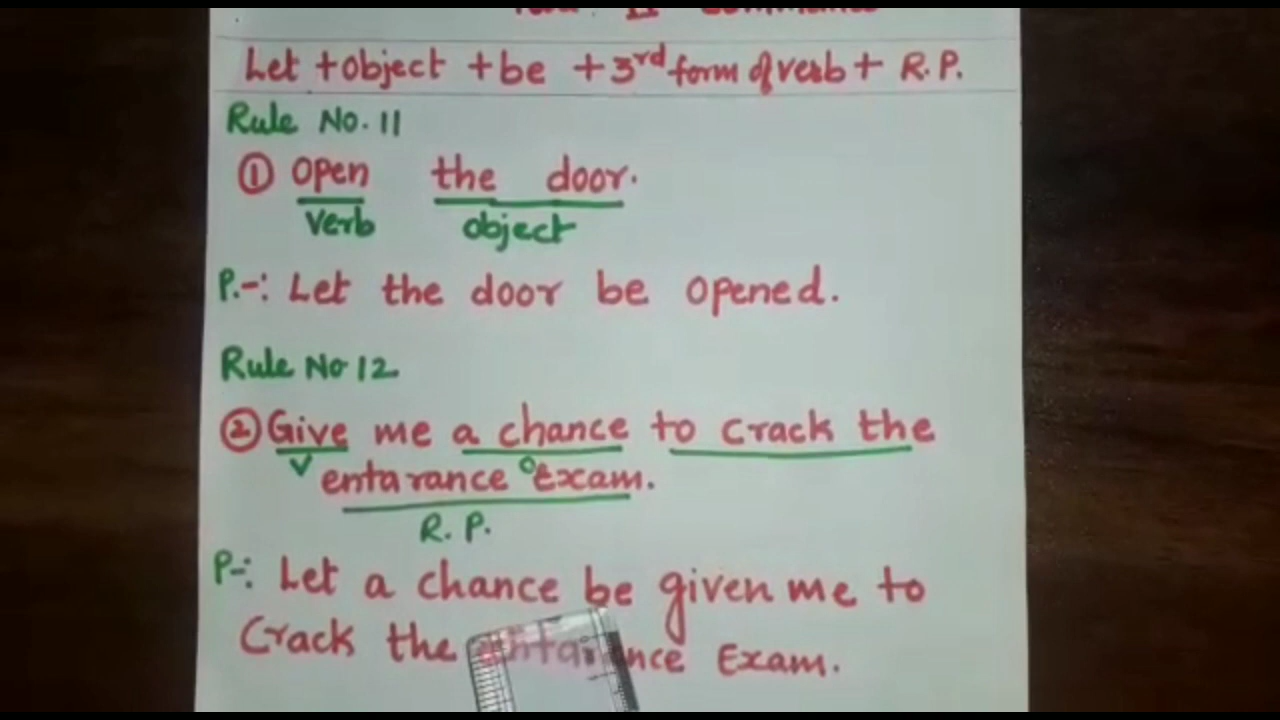 Let + object + be + 3rd form of verb + R.P.
Rule No. 11
① Open the door.
verb object
P.-: Let the door be opened.
Rule No 12
② Give me a chance to crack the
V O
entarance Exam.
R. P.
P-: Let a chance be given me to
Crack the entarance Exam.